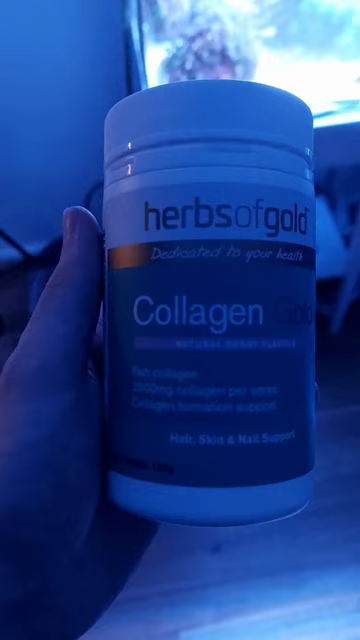 herbsofgold
Dedicated to your health
Collagen Gold
NATURAL BERRY FLAVOUR
Fish collagen
collagen per serve
Collagen formation support
Hair, Skin & Nail Support